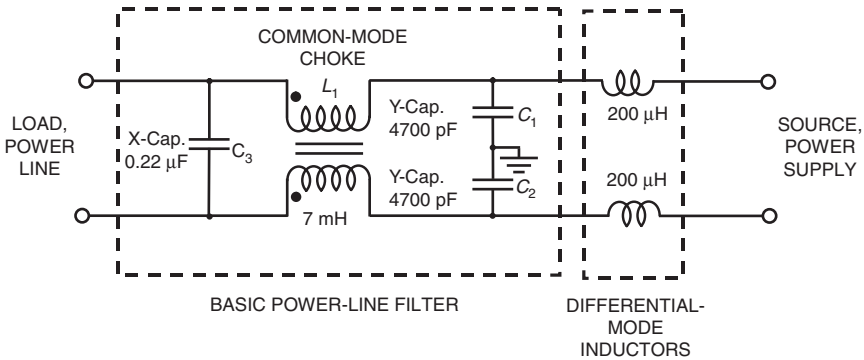 COMMON-MODE
CHOKE
L₁
LOAD,
POWER
LINE
X-Cap.
0.22 μF
C₃
7 mH
Y-Cap.
4700 pF
C₁
Y-Cap.
4700 pF
C₂
200 μH
200 μH
SOURCE,
POWER
SUPPLY
BASIC POWER-LINE FILTER
DIFFERENTIAL-
MODE
INDUCTORS